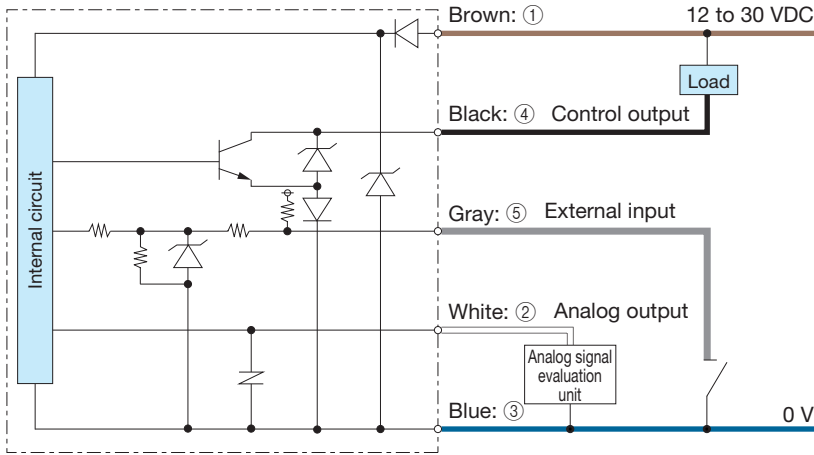 Brown: ① 12 to 30 VDC
Load
Black: ④ Control output
Internal circuit
Gray: ⑤ External input
White: ② Analog output
Analog signal
evaluation
unit
Blue: ③ 0 V